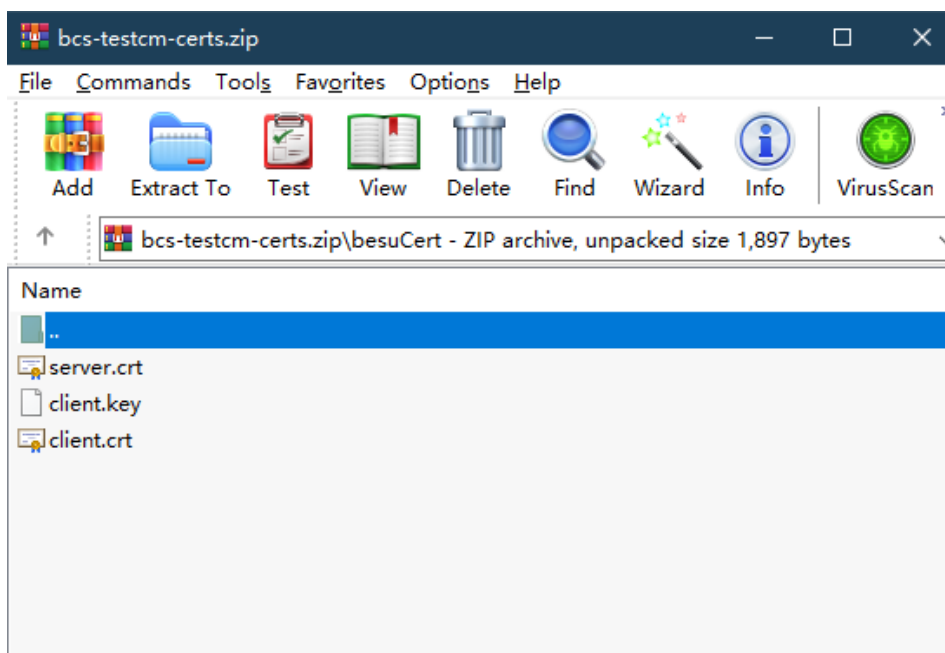 bcs-testcm-certs.zip
File Commands Tools Favorites Options Help
Add Extract To Test View Delete Find Wizard Info VirusScan
bcs-testcm-certs.zip\besuCert - ZIP archive, unpacked size 1,897 bytes
Name
..
server.crt
client.key
client.crt